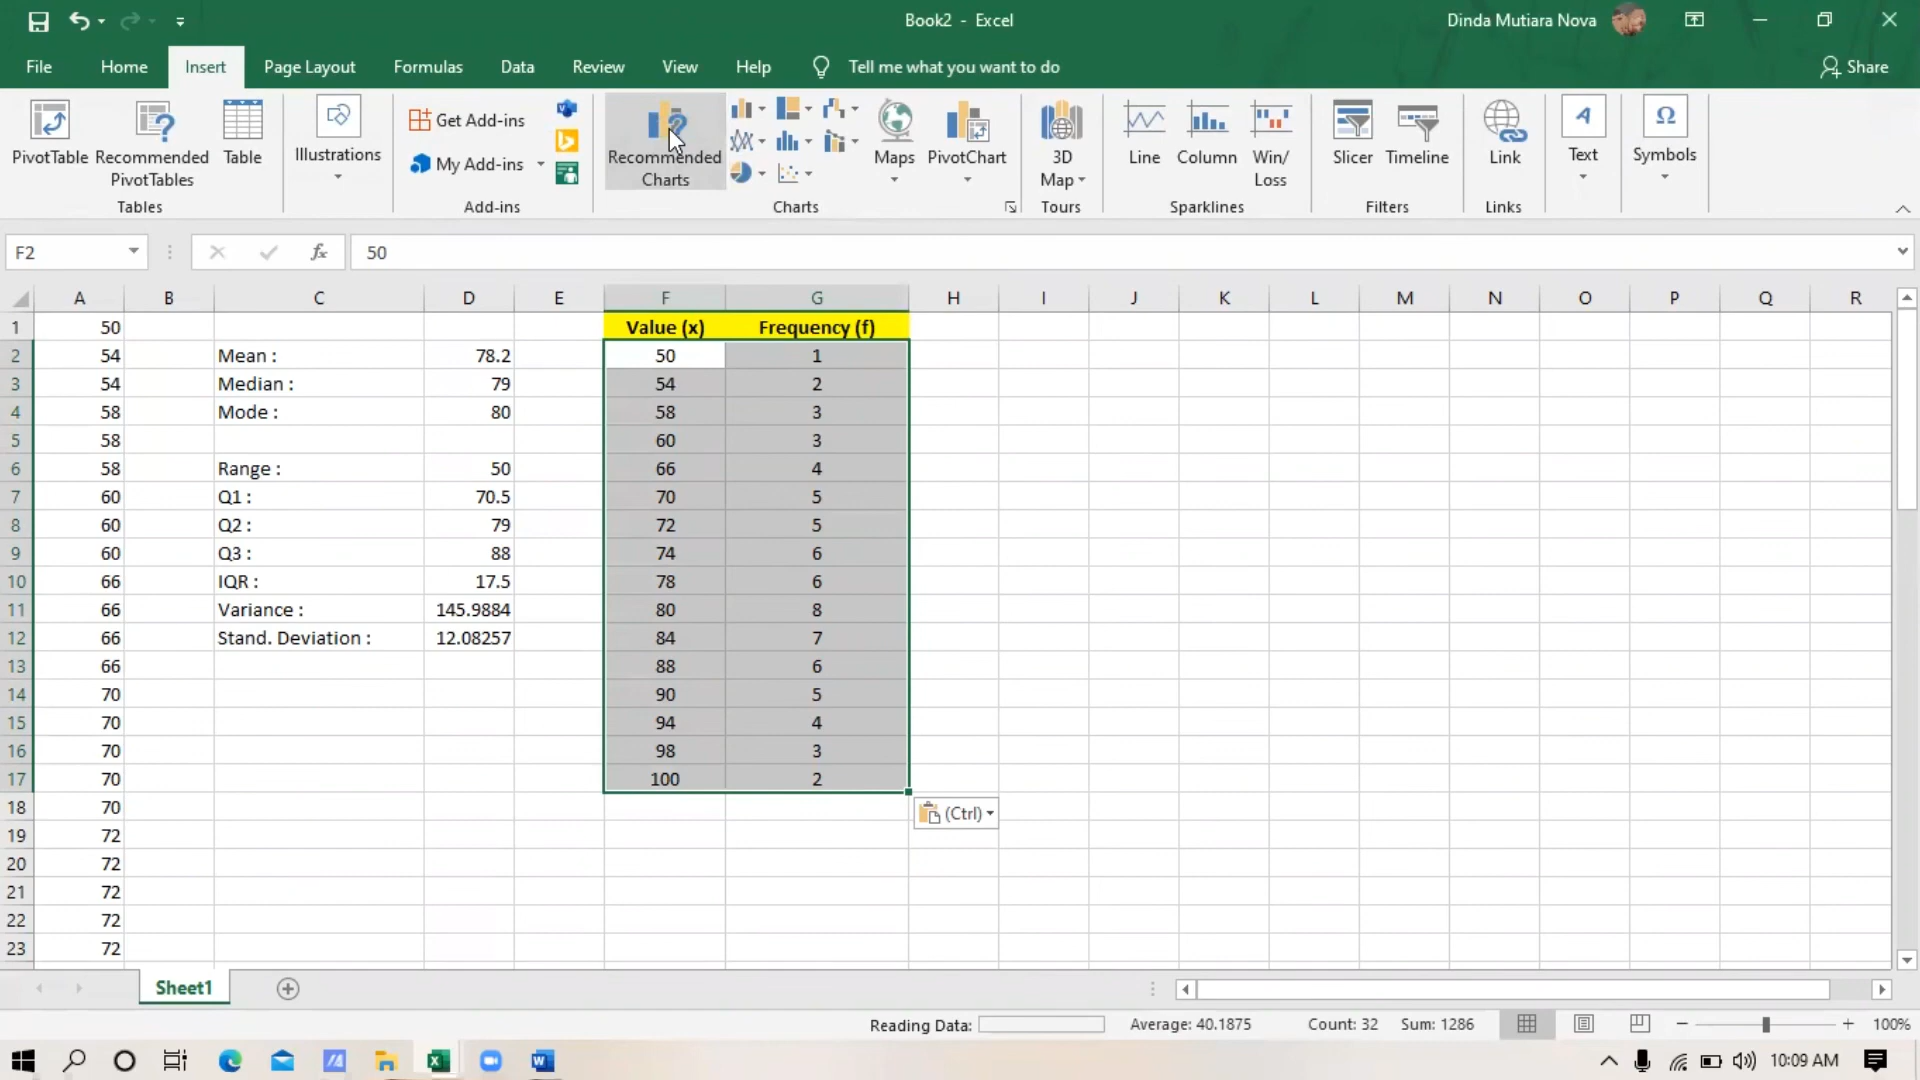 Book2 - Excel
Dinda Mutiara Nova
File Home Insert Page Layout Formulas Data Review View Help Tell me what you want to do Share
PivotTable Recommended PivotTables Table Illustrations Get Add-ins My Add-ins Recommended Charts Maps PivotChart 3D Map Line Column Win/Loss Slicer Timeline Link Text Symbols
Tables Add-ins Charts Tours Sparklines Filters Links
F2 fx 50
A B C D E F G H I J K L M N O P Q R
1 50 Value (x) Frequency (f)
2 54 Mean : 78.2 50 1
3 54 Median : 79 54 2
4 58 Mode : 80 58 3
5 58 60 3
6 58 Range : 50 66 4
7 60 Q1 : 70.5 70 5
8 60 Q2 : 79 72 5
9 60 Q3 : 88 74 6
10 66 IQR : 17.5 78 6
11 66 Variance : 145.9884 80 8
12 66 Stand. Deviation : 12.08257 84 7
13 66 88 6
14 70 90 5
15 70 94 4
16 70 98 3
17 70 100 2
18 70 (Ctrl)
19 72
20 72
21 72
22 72
23 72
Sheet1
Reading Data: Average: 40.1875 Count: 32 Sum: 1286 100%
10:09 AM